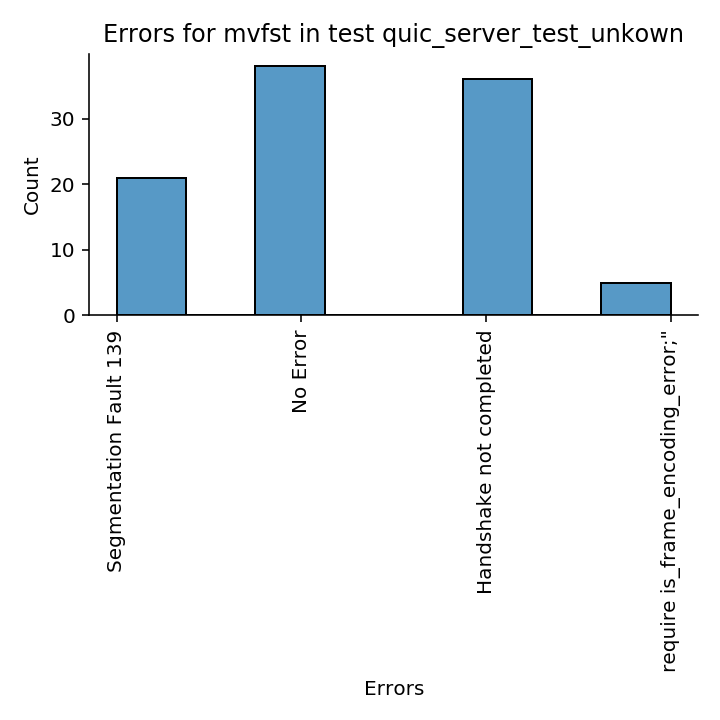 Errors for mvfst in test quic_server_test_unkown
Count
30
20
10
0
Segmentation Fault 139
No Error
Handshake not completed
require is_frame_encoding_error;"
Errors